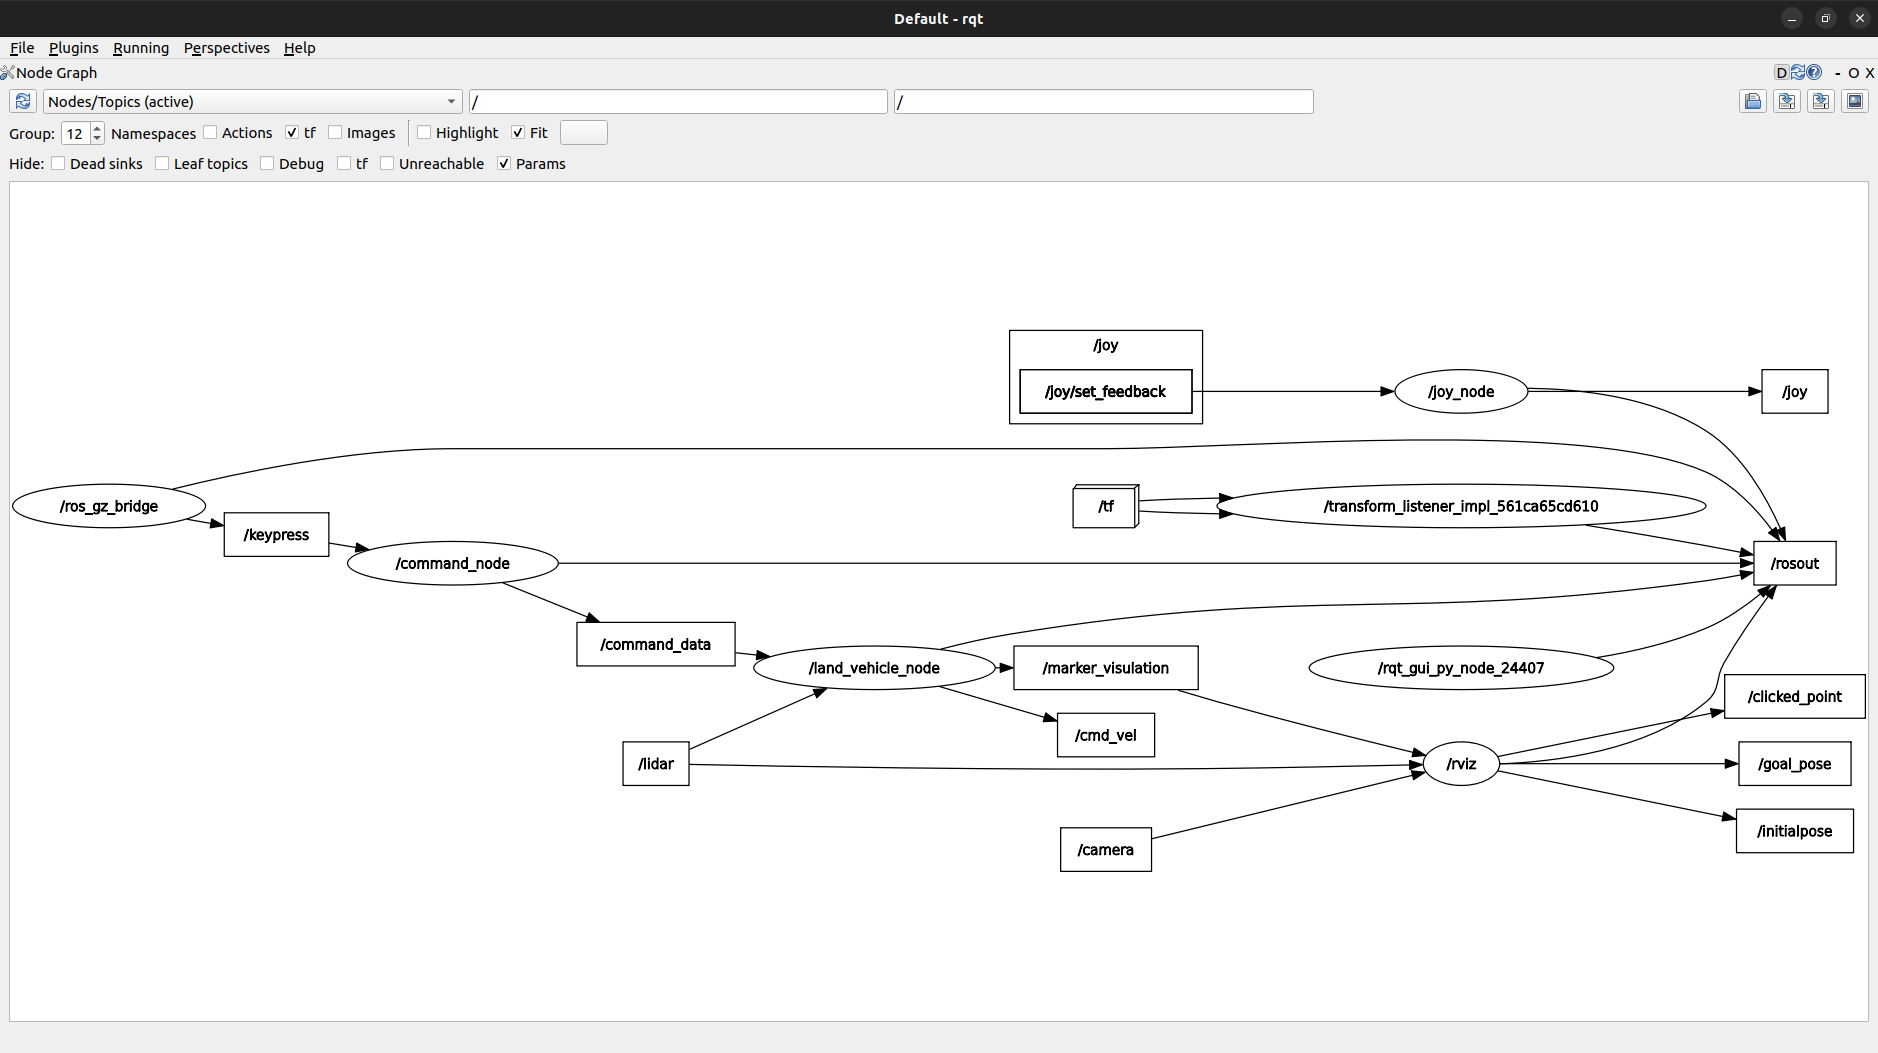 Default - rqt
File Plugins Running Perspectives Help
Node Graph
D - O X
Nodes/Topics (active) / /
Group: 12 Namespaces Actions tf Images Highlight Fit
Hide: Dead sinks Leaf topics Debug tf Unreachable Params
/joy
/joy/set_feedback
/joy_node
/joy
/ros_gz_bridge
/tf
/transform_listener_impl_561ca65cd610
/keypress
/command_node
/rosout
/command_data
/land_vehicle_node
/marker_visulation
/rqt_gui_py_node_24407
/clicked_point
/cmd_vel
/lidar
/rviz
/goal_pose
/initialpose
/camera